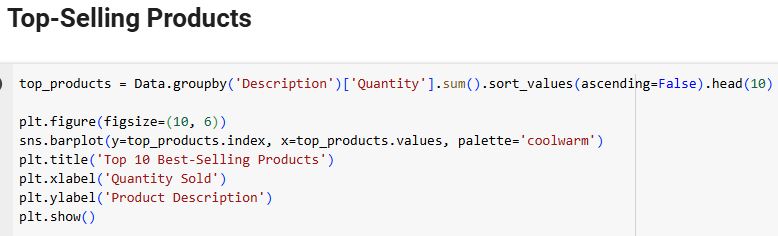 Top-Selling Products
top_products = Data.groupby('Description')['Quantity'].sum().sort_values(ascending=False).head(10)
plt.figure(figsize=(10, 6))
sns.barplot(y=top_products.index, x=top_products.values, palette='coolwarm')
plt.title('Top 10 Best-Selling Products')
plt.xlabel('Quantity Sold')
plt.ylabel('Product Description')
plt.show()